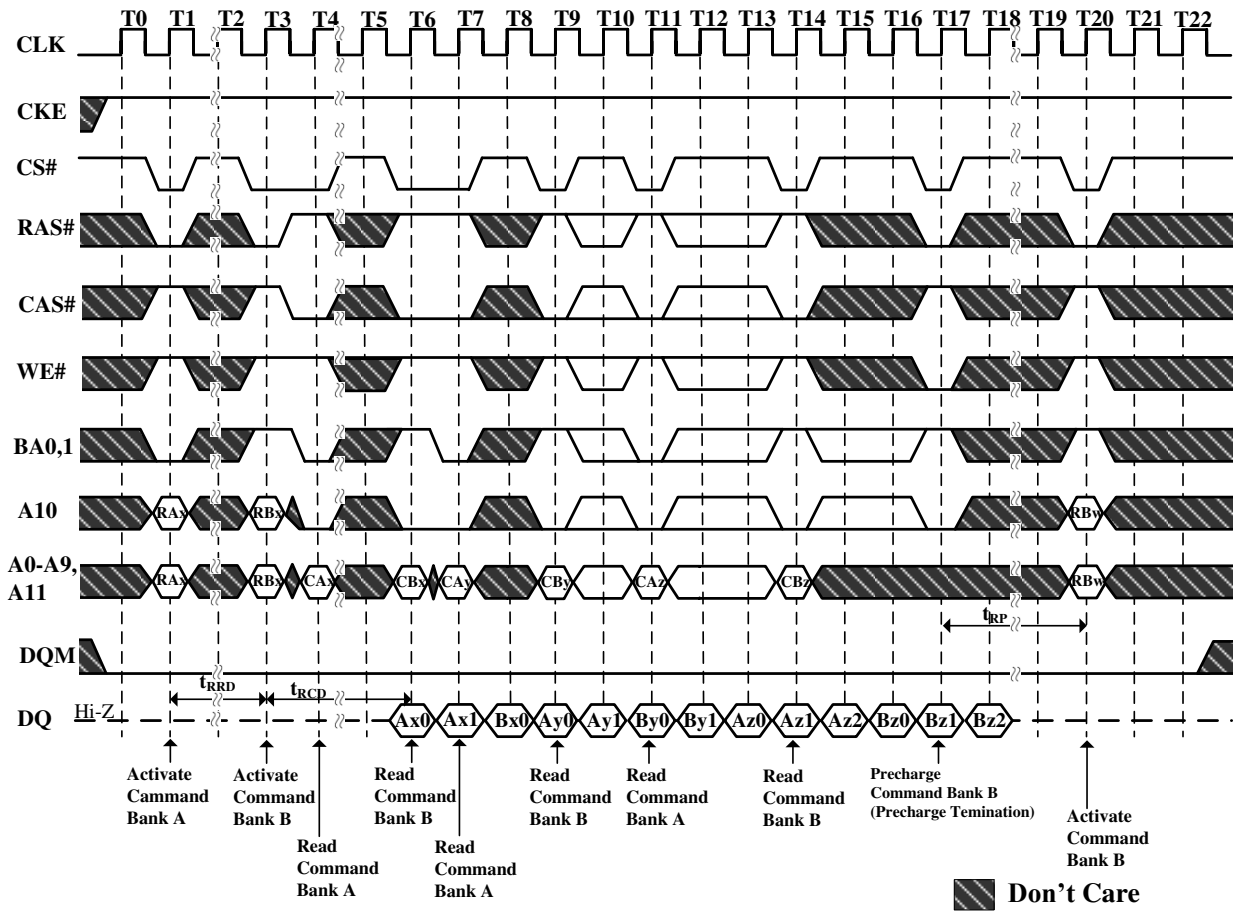 T0 T1 T2 T3 T4 T5 T6 T7 T8 T9 T10 T11 T12 T13 T14 T15 T16 T17 T18 T19 T20 T21 T22
CLK
CKE
CS#
RAS#
CAS#
WE#
BA0,1
A10
RAx RBx RBw
A0-A9,
A11
RAx RBx CAx CBx CAy CBy CAz CBz RBw
tRP
DQM
tRRD
tRCD
DQ
Hi-Z
Ax0 Ax1 Bx0 Ay0 Ay1 By0 By1 Az0 Az1 Az2 Bz0 Bz1 Bz2
Activate
Cammand
Bank A
Activate
Command
Bank B
Read
Command
Bank A
Read
Command
Bank B
Read
Command
Bank A
Read
Command
Bank B
Read
Command
Bank A
Read
Command
Bank B
Precharge
Command Bank B
(Precharge Temination)
Activate
Command
Bank B
Don't Care